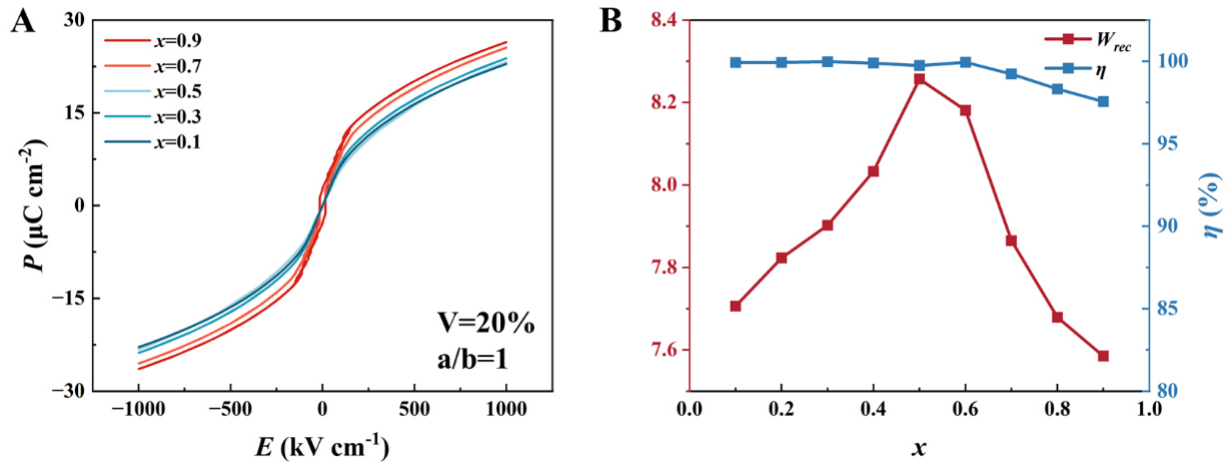 A
30
15
0
−15
−30
P (μC cm⁻²)
x=0.9
x=0.7
x=0.5
x=0.3
x=0.1
V=20%
a/b=1
−1000
−500
0
500
1000
E (kV cm⁻¹)
B
8.4
8.2
8.0
7.8
7.6
W_rec
η
100
95
90
85
80
η (%)
0.0
0.2
0.4
0.6
0.8
1.0
x